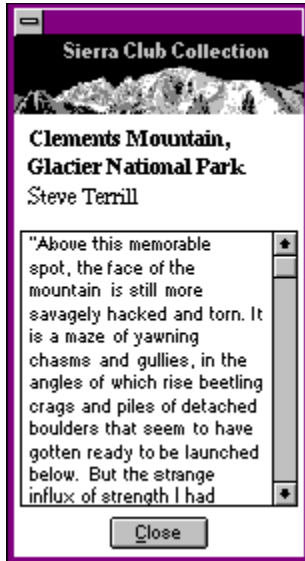 Sierra Club Collection
Clements Mountain,
Glacier National Park
Steve Terrill
"Above this memorable
spot, the face of the
mountain is still more
savagely hacked and torn. It
is a maze of yawning
chasms and gullies, in the
angles of which rise beetling
crags and piles of detached
boulders that seem to have
gotten ready to be launched
below. But the strange
influx of strength I had
Close